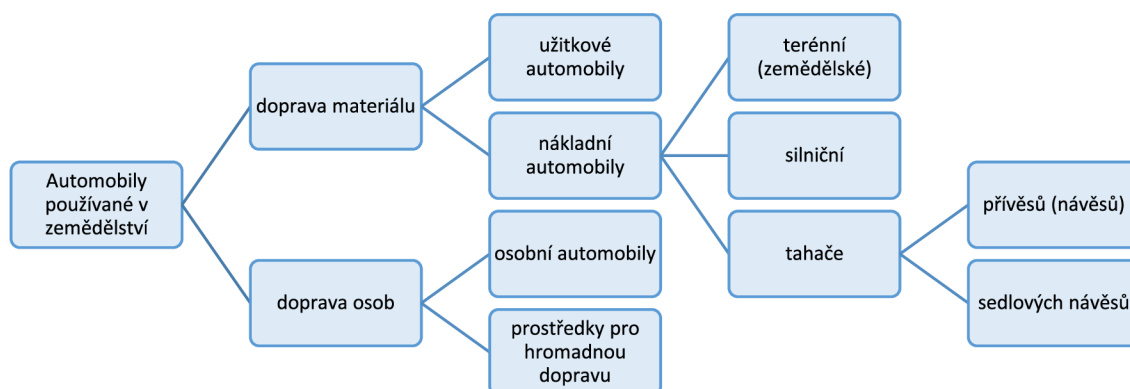 Automobily
používané v
zemědělství
doprava materiálu
užitkové
automobily
nákladní
automobily
terénní
(zemědělské)
silniční
tahače
přívěsů (návěsů)
sedlových návěsů
doprava osob
osobní automobily
prostředky pro
hromadnou
dopravu